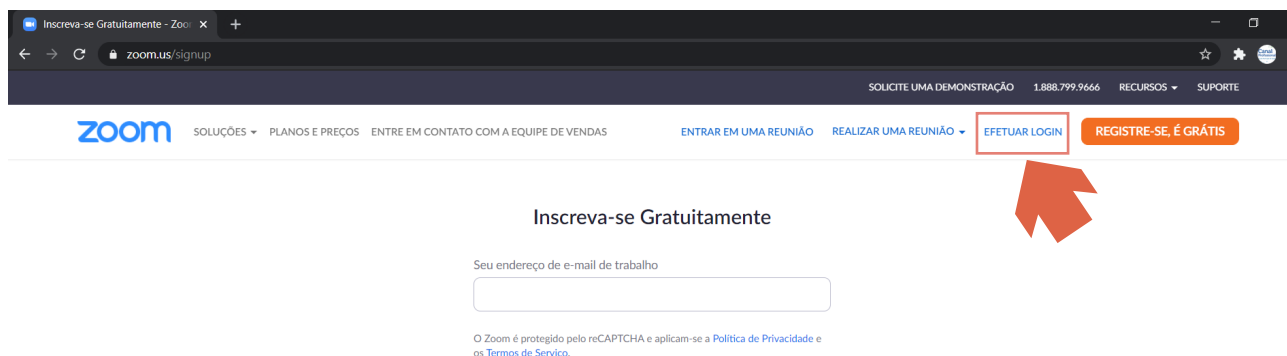 Inscreva-se Gratuitamente - Zoo
zoom.us/signup
SOLICITE UMA DEMONSTRAÇÃO 1.888.799.9666 RECURSOS SUPORTE
zoom SOLUÇÕES PLANOS E PREÇOS ENTRE EM CONTATO COM A EQUIPE DE VENDAS ENTRAR EM UMA REUNIÃO REALIZAR UMA REUNIÃO EFETUAR LOGIN REGISTRE-SE, É GRÁTIS
Inscreva-se Gratuitamente
Seu endereço de e-mail de trabalho
O Zoom é protegido pelo reCAPTCHA e aplicam-se a Política de Privacidade e
os Termos de Serviço.